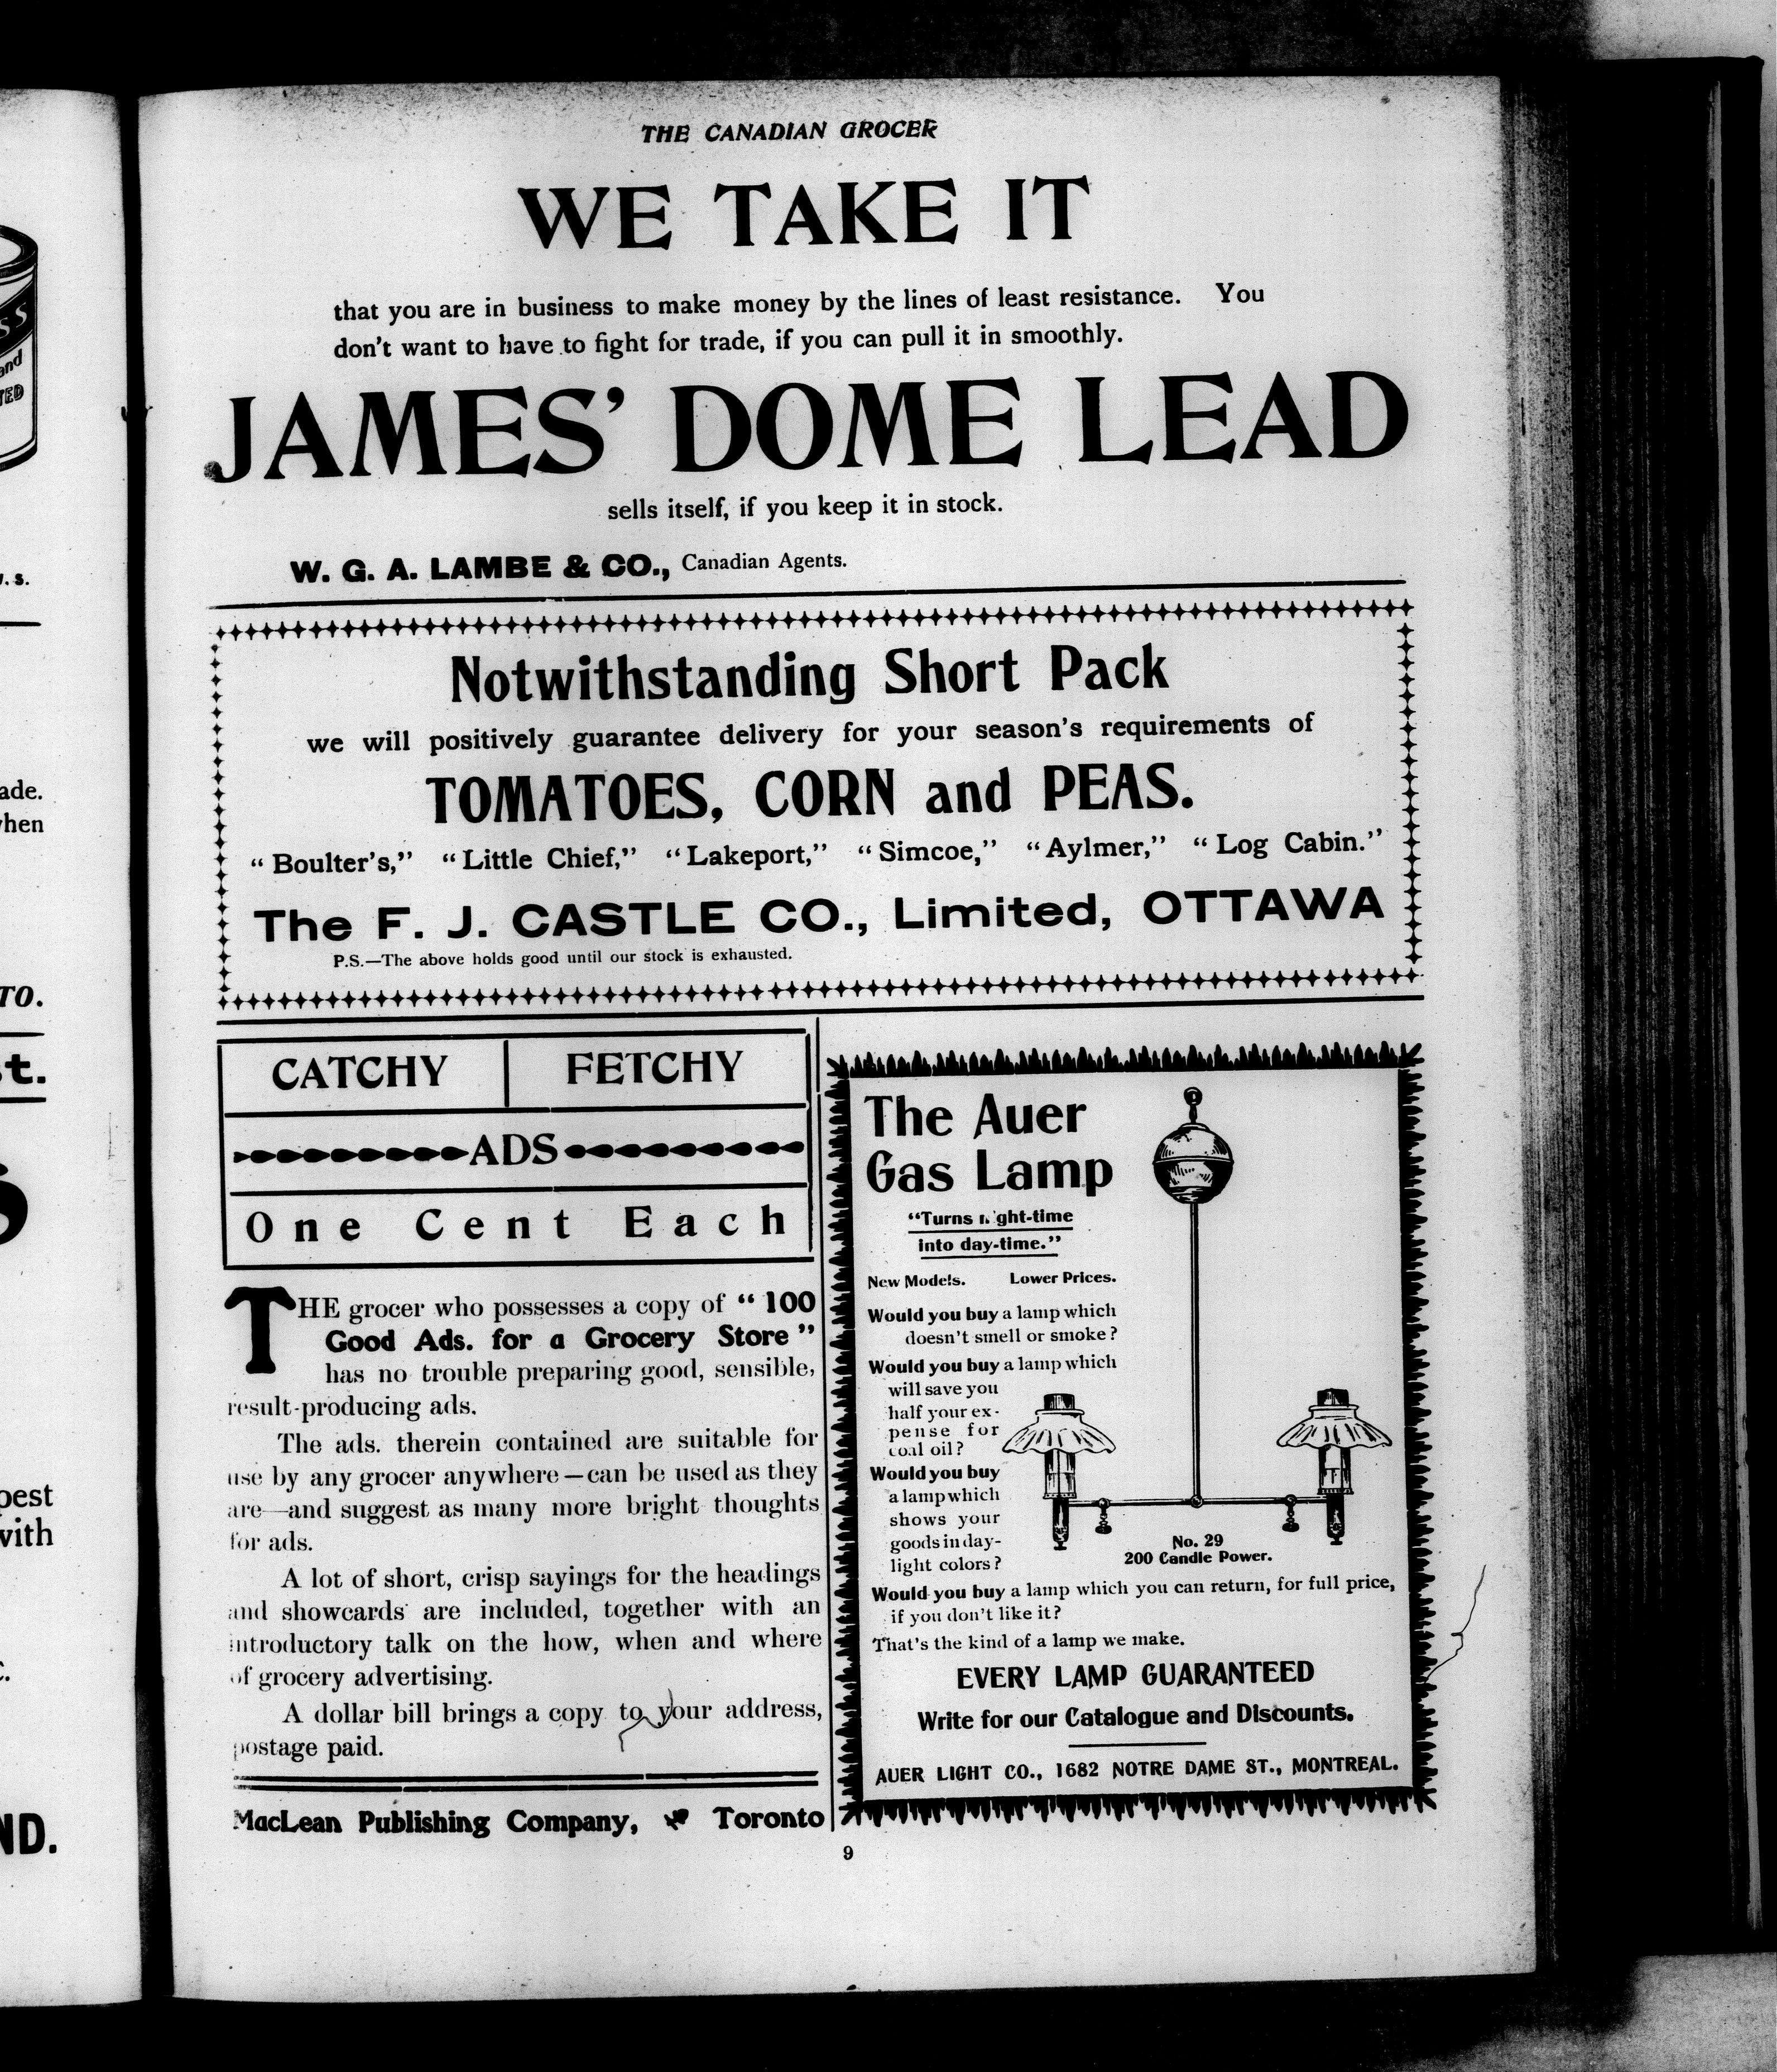 THE CANADIAN GROCER
WE TAKE IT
that you are in business to make money by the lines of least resistance. You
don't want to have to fight for trade, if you can pull it in smoothly.
JAMES' DOME LEAD
sells itself, if you keep it in stock.
W. G. A. LAMBE & CO., Canadian Agents.
Notwithstanding Short Pack
we will positively guarantee delivery for your season's requirements of
TOMATOES, CORN and PEAS.
"Boulter's," "Little Chief," "Lakeport," "Simcoe," "Aylmer," "Log Cabin."
The F. J. CASTLE CO., Limited, OTTAWA
P.S.—The above holds good until our stock is exhausted.
CATCHY FETCHY
ADS
One Cent Each
THE grocer who possesses a copy of "100
Good Ads. for a Grocery Store"
has no trouble preparing good, sensible,
result-producing ads.
The ads. therein contained are suitable for
use by any grocer anywhere—can be used as they
are—and suggest as many more bright thoughts
for ads.
A lot of short, crisp sayings for the headings
and showcards are included, together with an
introductory talk on the how, when and where
of grocery advertising.
A dollar bill brings a copy to your address,
postage paid.
MacLean Publishing Company, Toronto
The Auer
Gas Lamp
"Turns night-time
into day-time."
New Models. Lower Prices.
Would you buy a lamp which
doesn't smell or smoke?
Would you buy a lamp which
will save you
half your ex-
pense for
coal oil?
Would you buy
a lamp which
shows your
goods in day-
light colors?
No. 29
200 Candle Power.
Would you buy a lamp which you can return, for full price,
if you don't like it?
That's the kind of a lamp we make.
EVERY LAMP GUARANTEED
Write for our Catalogue and Discounts.
AUER LIGHT CO., 1682 NOTRE DAME ST., MONTREAL.
9